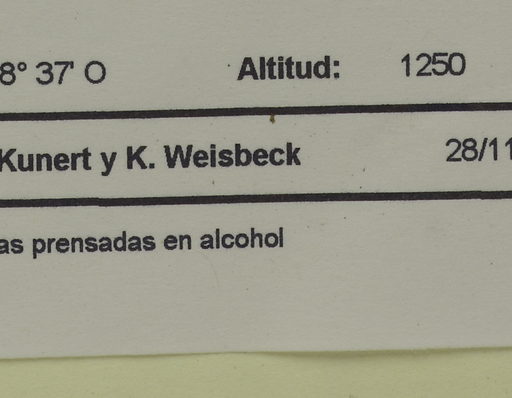 8° 37' O Altitud: 1250
Kunert y K. Weisbeck 28/11
as prensadas en alcohol